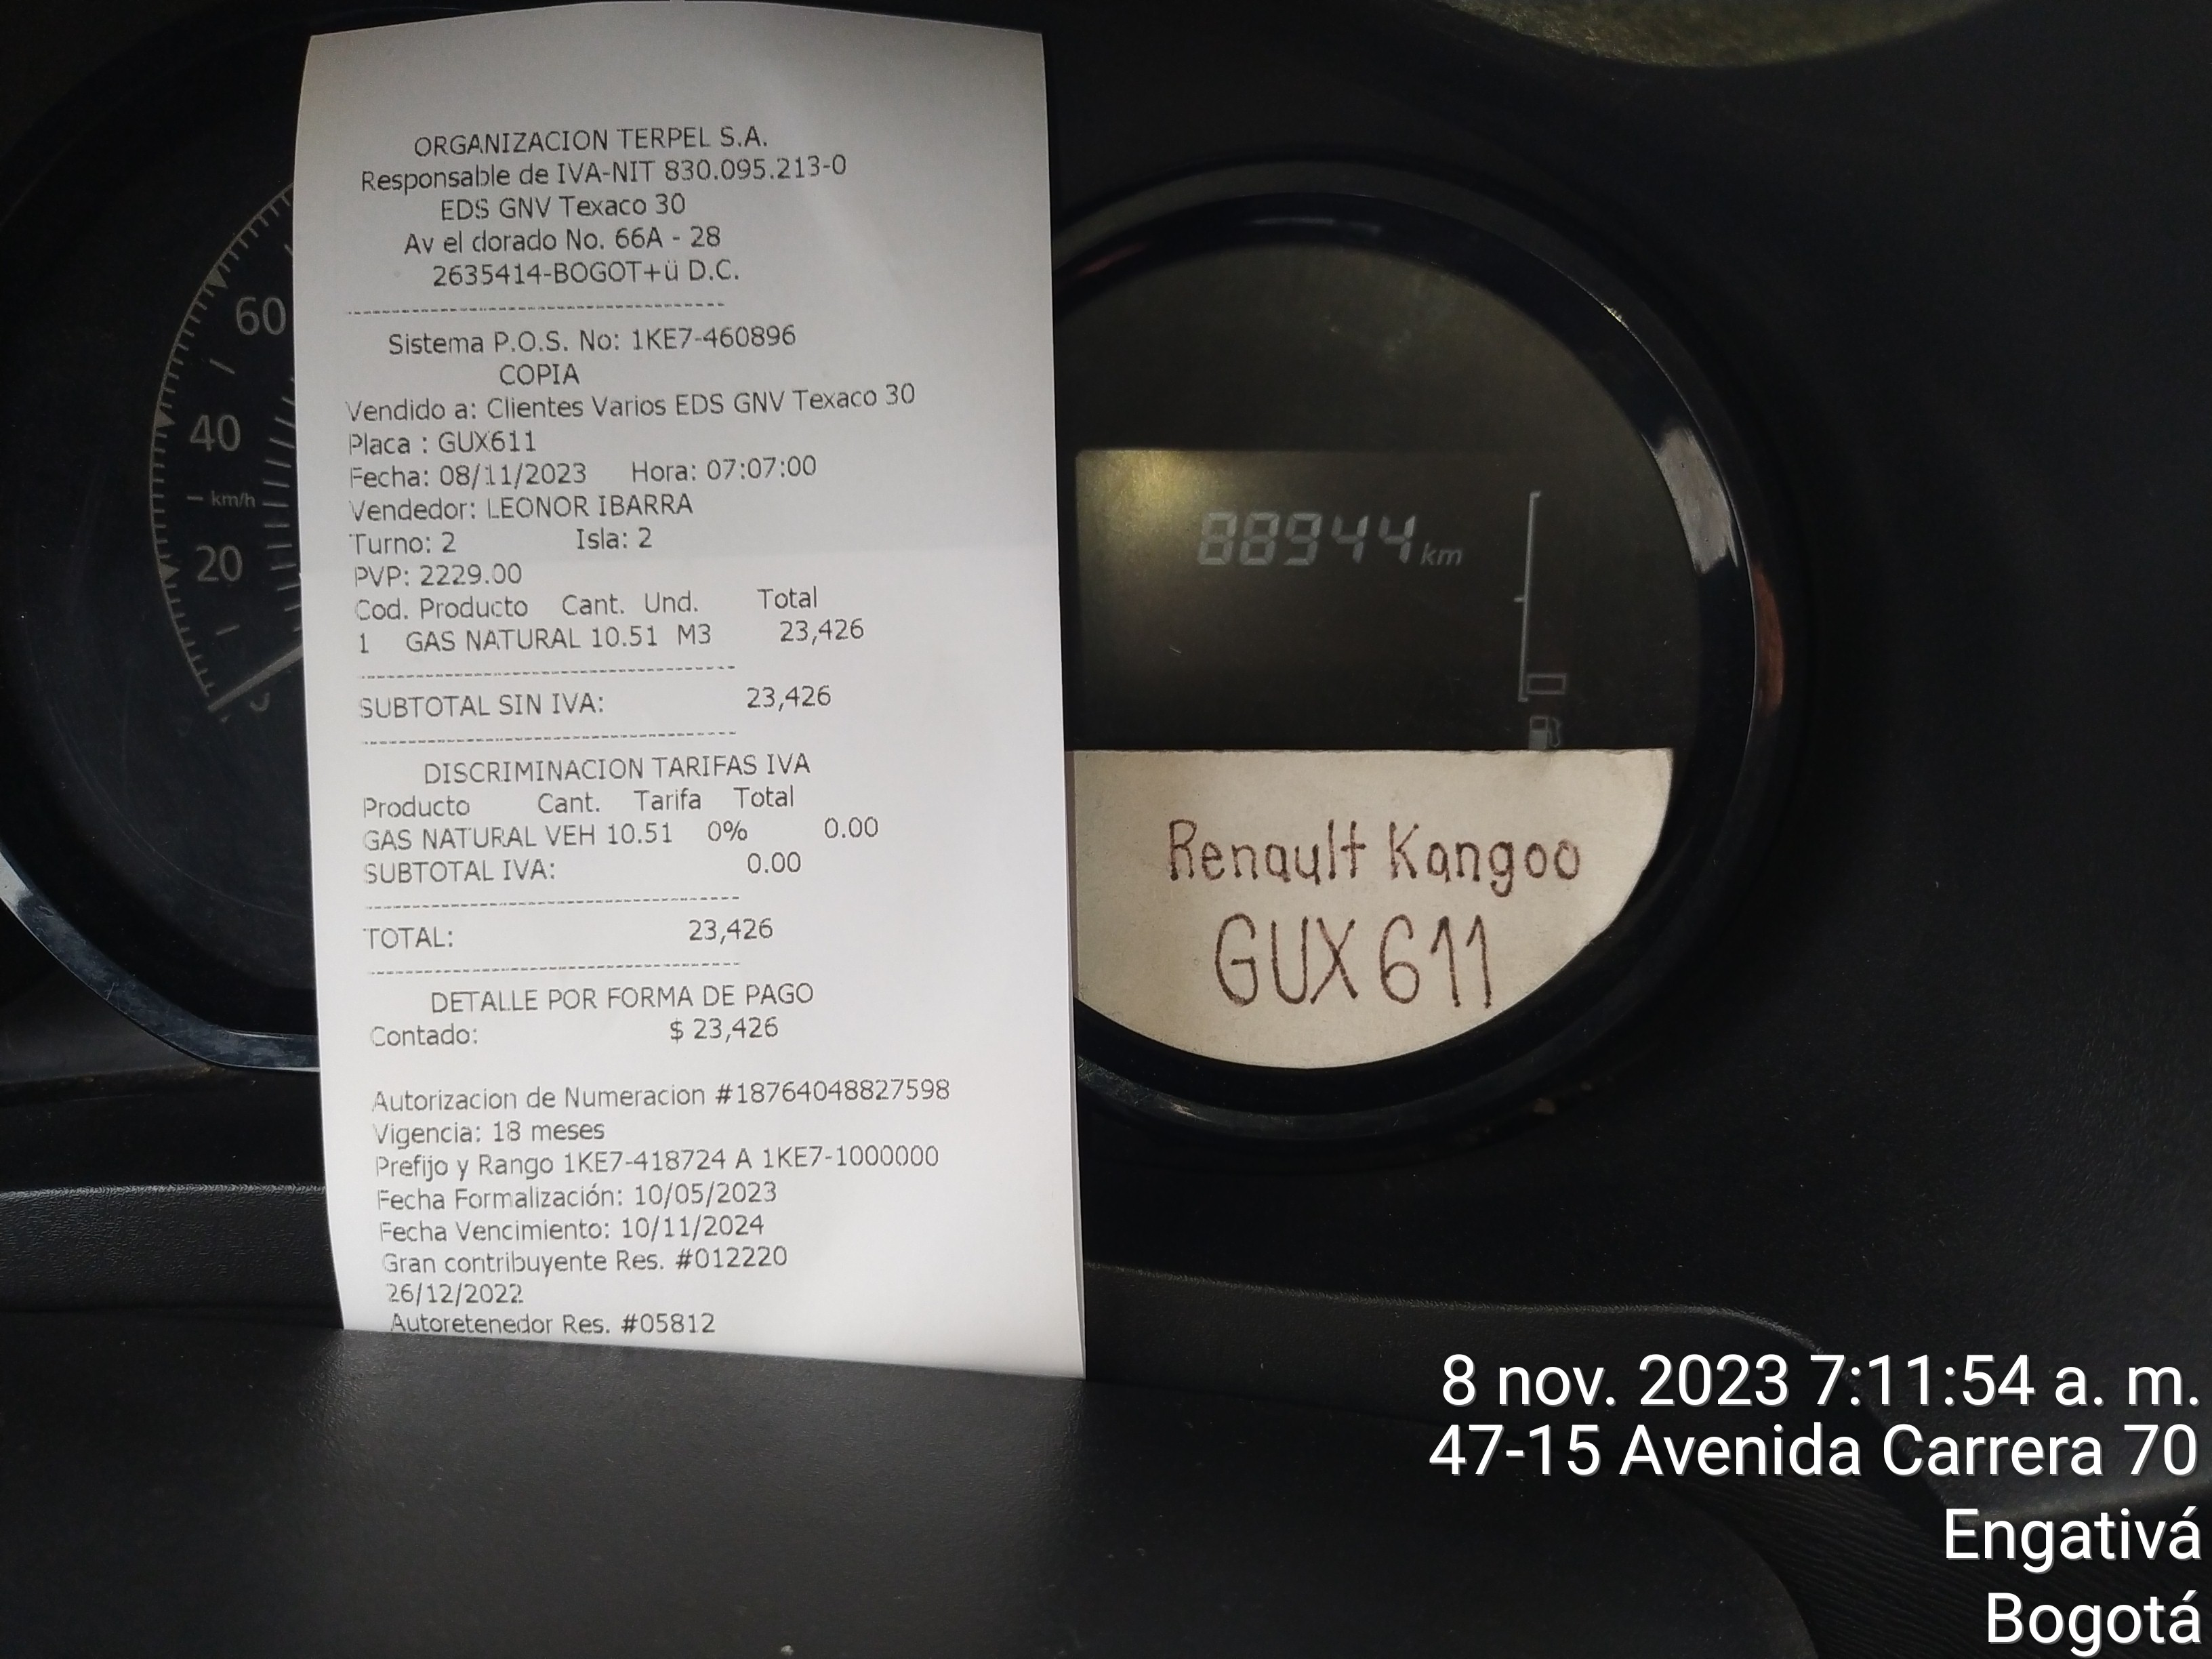 ORGANIZACION TERPEL S.A.
Responsable de IVA-NIT 830.095.213-0
EDS GNV Texaco 30
Av el dorado No. 66A - 28
2635414-BOGOT+ü D.C.
Sistema P.O.S. No: 1KE7-460896
COPIA
Vendido a: Clientes Varios EDS GNV Texaco 30
Placa : GUX611
Fecha: 08/11/2023 Hora: 07:07:00
Vendedor: LEONOR IBARRA
Turno: 2 Isla: 2
PVP: 2229.00
Cod. Producto Cant. Und. Total
1 GAS NATURAL 10.51 M3 23,426
SUBTOTAL SIN IVA: 23,426
DISCRIMINACION TARIFAS IVA
Producto Cant. Tarifa Total
GAS NATURAL VEH 10.51 0% 0.00
SUBTOTAL IVA: 0.00
TOTAL: 23,426
DETALLE POR FORMA DE PAGO
Contado: $ 23,426
Autorizacion de Numeracion #18764048827598
Vigencia: 18 meses
Prefijo y Rango 1KE7-418724 A 1KE7-1000000
Fecha Formalización: 10/05/2023
Fecha Vencimiento: 10/11/2024
Gran contribuyente Res. #012220
26/12/2022
Autoretenedor Res. #05812
60
40
km/h
20
88944 km
Renault Kangoo
GUX611
8 nov. 2023 7:11:54 a. m.
47-15 Avenida Carrera 70
Engativá
Bogotá